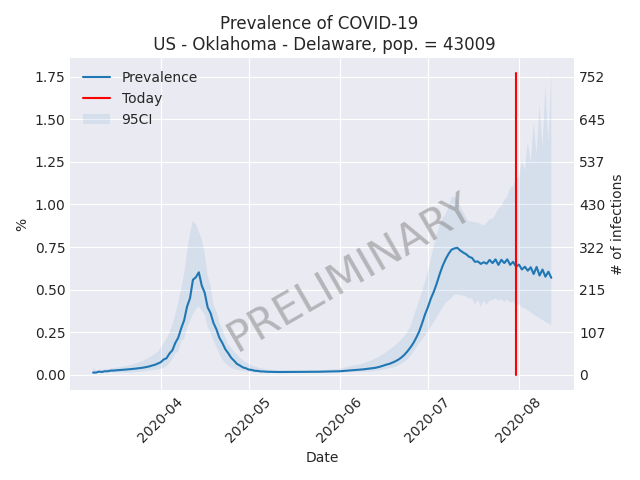 Prevalence of COVID-19
US - Oklahoma - Delaware, pop. = 43009
Prevalence
Today
95CI
1.75
1.50
1.25
1.00
0.75
0.50
0.25
0.00
%
752
645
537
430
322
215
107
0
# of infections
PRELIMINARY
2020-04
2020-05
2020-06
2020-07
2020-08
Date